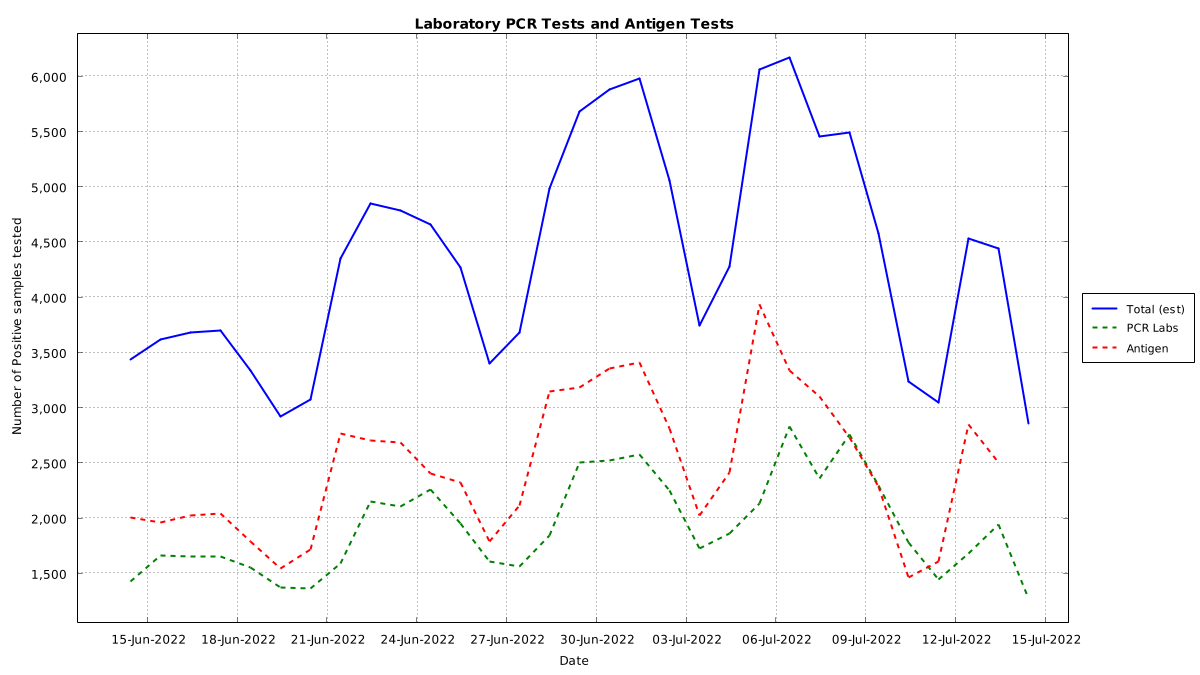 Laboratory PCR Tests and Antigen Tests
6,000
5,500
5,000
4,500
4,000
3,500
3,000
2,500
2,000
1,500
Number of Positive samples tested
15-Jun-2022 18-Jun-2022 21-Jun-2022 24-Jun-2022 27-Jun-2022 30-Jun-2022 03-Jul-2022 06-Jul-2022 09-Jul-2022 12-Jul-2022 15-Jul-2022
Date
Total (est)
PCR Labs
Antigen